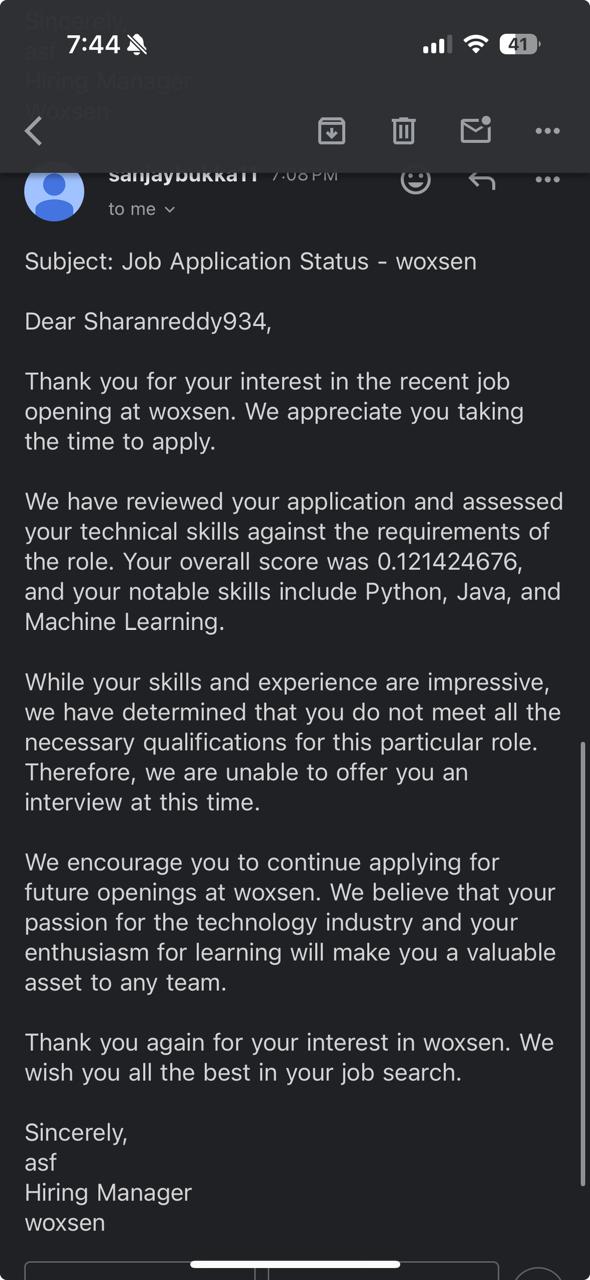 Sincerely,
asf
7:44
41
Hiring Manager
Woxsen
sanjaybukka11 7:08 PM
to me
Subject: Job Application Status - woxsen
Dear Sharanreddy934,
Thank you for your interest in the recent job
opening at woxsen. We appreciate you taking
the time to apply.
We have reviewed your application and assessed
your technical skills against the requirements of
the role. Your overall score was 0.121424676,
and your notable skills include Python, Java, and
Machine Learning.
While your skills and experience are impressive,
we have determined that you do not meet all the
necessary qualifications for this particular role.
Therefore, we are unable to offer you an
interview at this time.
We encourage you to continue applying for
future openings at woxsen. We believe that your
passion for the technology industry and your
enthusiasm for learning will make you a valuable
asset to any team.
Thank you again for your interest in woxsen. We
wish you all the best in your job search.
Sincerely,
asf
Hiring Manager
woxsen